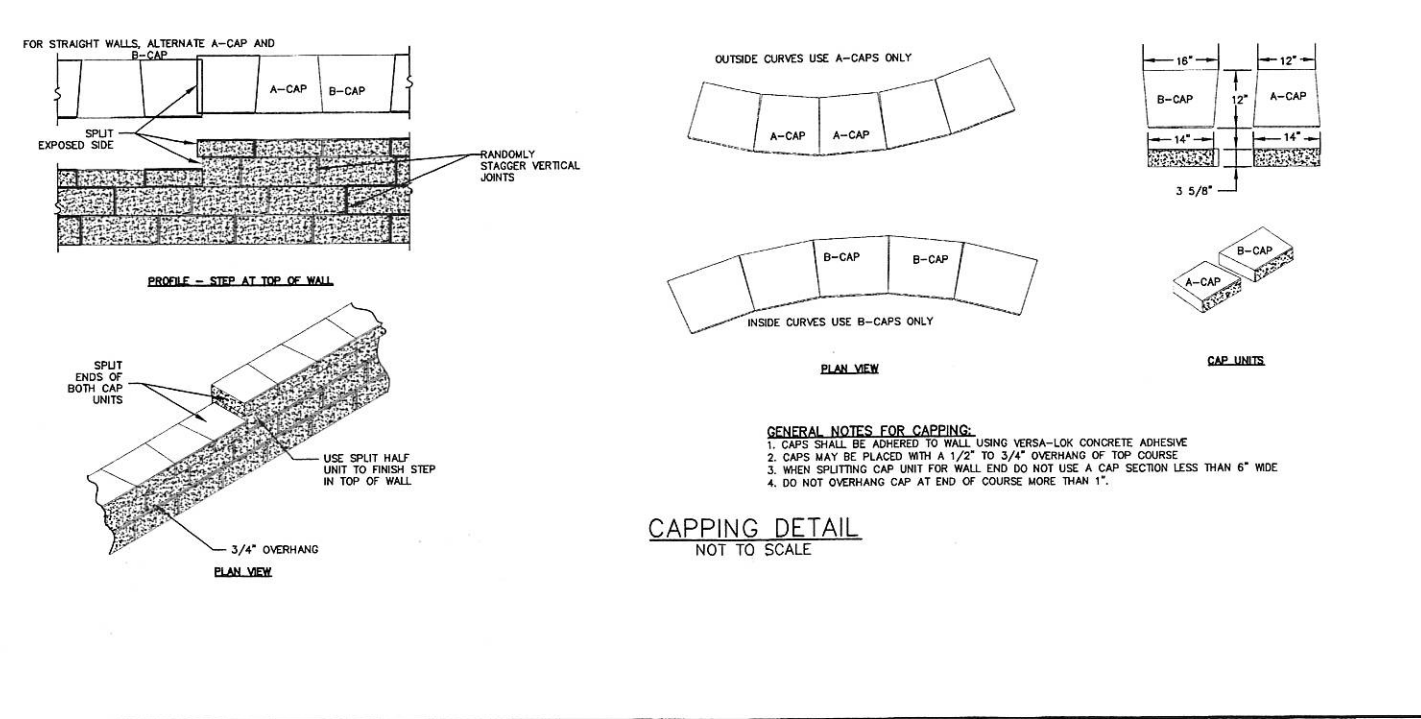 FOR STRAIGHT WALLS, ALTERNATE A-CAP AND
B-CAP
A-CAP
B-CAP
SPLIT
EXPOSED SIDE
RANDOMLY
STAGGER VERTICAL
JOINTS
PROFILE - STEP AT TOP OF WALL
SPLIT
ENDS OF
BOTH CAP
UNITS
USE SPLIT HALF
UNIT TO FINISH STEP
IN TOP OF WALL
3/4" OVERHANG
PLAN VIEW
OUTSIDE CURVES USE A-CAPS ONLY
A-CAP
A-CAP
B-CAP
B-CAP
INSIDE CURVES USE B-CAPS ONLY
PLAN VIEW
16"
12"
B-CAP
12"
A-CAP
14"
14"
3 5/8"
B-CAP
A-CAP
CAP UNITS
GENERAL NOTES FOR CAPPING:
1. CAPS SHALL BE ADHERED TO WALL USING VERSA-LOK CONCRETE ADHESIVE
2. CAPS MAY BE PLACED WITH A 1/2" TO 3/4" OVERHANG OF TOP COURSE
3. WHEN SPLITTING CAP UNIT FOR WALL END DO NOT USE A CAP SECTION LESS THAN 6" WIDE
4. DO NOT OVERHANG CAP AT END OF COURSE MORE THAN 1".
CAPPING DETAIL
NOT TO SCALE